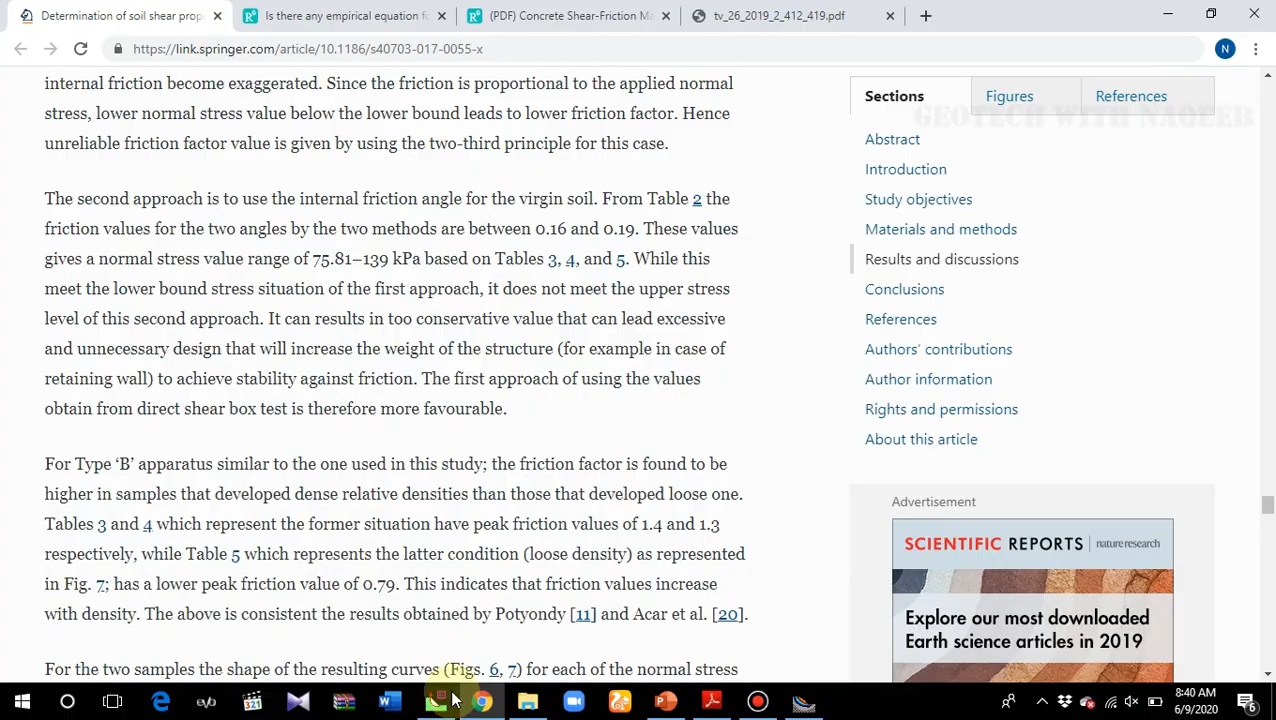 Determination of soil shear prop
Is there any empirical equation fo
(PDF) Concrete Shear-Friction Ma
tv_26_2019_2_412_419.pdf
https://link.springer.com/article/10.1186/s40703-017-0055-x
N
internal friction become exaggerated. Since the friction is proportional to the applied normal
stress, lower normal stress value below the lower bound leads to lower friction factor. Hence
unreliable friction factor value is given by using the two-third principle for this case.
The second approach is to use the internal friction angle for the virgin soil. From Table 2 the
friction values for the two angles by the two methods are between 0.16 and 0.19. These values
gives a normal stress value range of 75.81–139 kPa based on Tables 3, 4, and 5. While this
meet the lower bound stress situation of the first approach, it does not meet the upper stress
level of this second approach. It can results in too conservative value that can lead excessive
and unnecessary design that will increase the weight of the structure (for example in case of
retaining wall) to achieve stability against friction. The first approach of using the values
obtain from direct shear box test is therefore more favourable.
For Type ‘B’ apparatus similar to the one used in this study; the friction factor is found to be
higher in samples that developed dense relative densities than those that developed loose one.
Tables 3 and 4 which represent the former situation have peak friction values of 1.4 and 1.3
respectively, while Table 5 which represents the latter condition (loose density) as represented
in Fig. 7; has a lower peak friction value of 0.79. This indicates that friction values increase
with density. The above is consistent the results obtained by Potyondy [11] and Acar et al. [20].
For the two samples the shape of the resulting curves (Figs. 6, 7) for each of the normal stress
Sections
Figures
References
GEOTECH WITH NAQEEB
Abstract
Introduction
Study objectives
Materials and methods
Results and discussions
Conclusions
References
Authors’ contributions
Author information
Rights and permissions
About this article
Advertisement
SCIENTIFIC REPORTS | nature research
Explore our most downloaded
Earth science articles in 2019
8:40 AM
6/9/2020